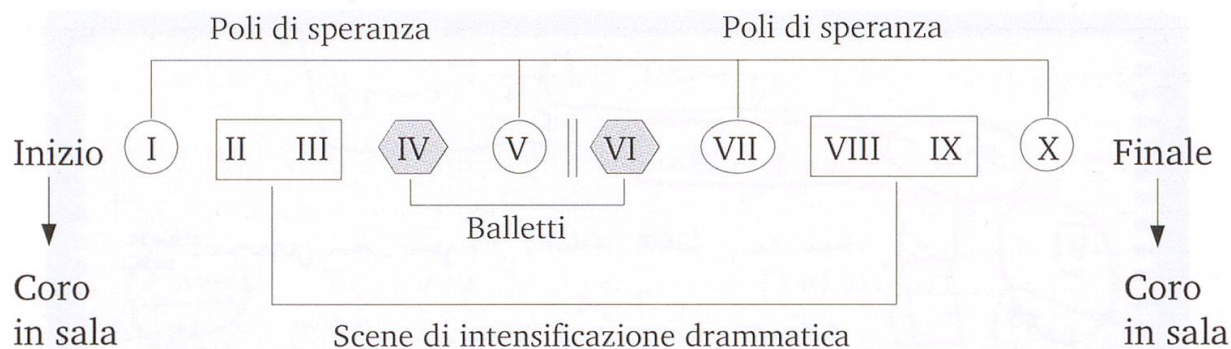 Poli di speranza Poli di speranza
Inizio I II III IV V VI VII VIII IX X Finale
Balletti
Coro
in sala
Coro
in sala
Scene di intensificazione drammatica